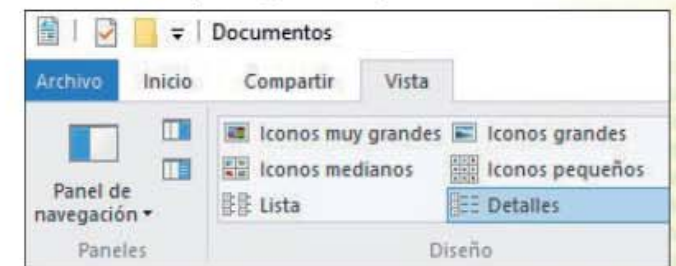 Documentos
Archivo Inicio Compartir Vista
Iconos muy grandes Iconos grandes
Iconos medianos Iconos pequeños
Panel de navegación
Lista Detalles
Paneles Diseño